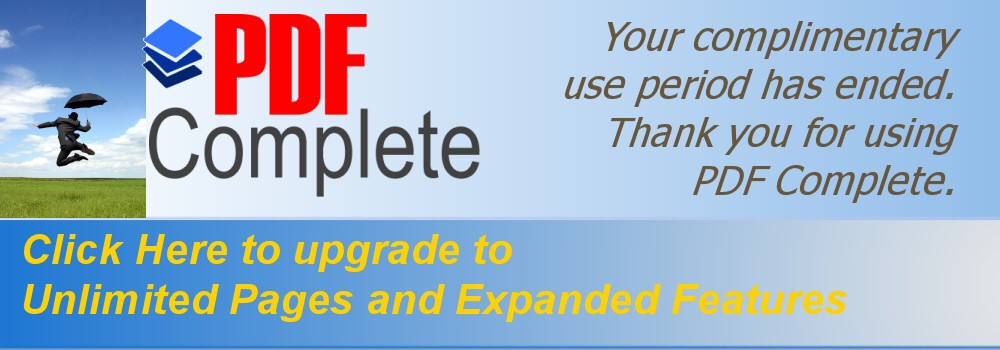 PDF
Complete
Your complimentary
use period has ended.
Thank you for using
PDF Complete.
Click Here to upgrade to
Unlimited Pages and Expanded Features